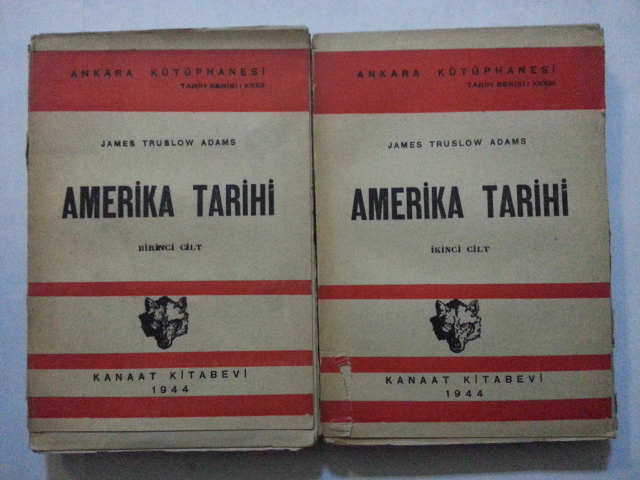 ANKARA KÜTÜPHANESİ
TARİH SERİSİ: XXXII
JAMES TRUSLOW ADAMS
AMERİKA TARİHİ
BİRİNCİ CİLT
KANAAT KİTABEVİ
1944
ANKARA KÜTÜPHANESİ
TARİH SERİSİ: XXXIII
JAMES TRUSLOW ADAMS
AMERİKA TARİHİ
İKİNCİ CİLT
KANAAT KİTABEVİ
1944